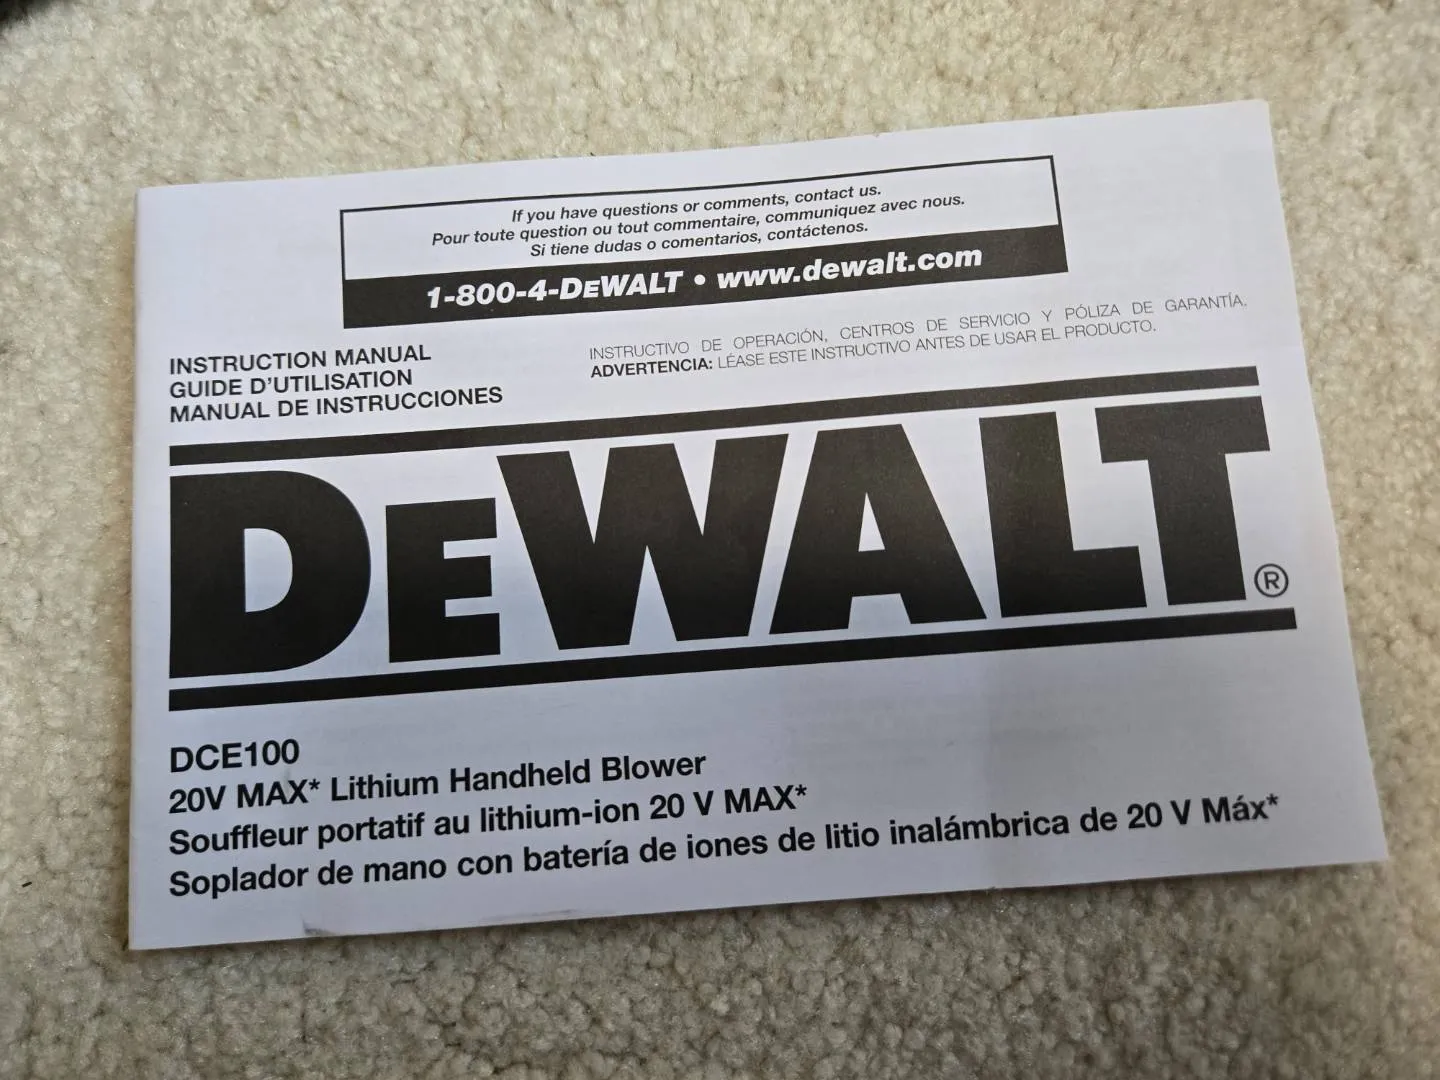 If you have questions or comments, contact us.
Pour toute question ou tout commentaire, communiquez avec nous.
Si tiene dudas o comentarios, contáctenos.
1-800-4-DEWALT • www.dewalt.com
INSTRUCTION MANUAL
GUIDE D'UTILISATION
MANUAL DE INSTRUCCIONES
INSTRUCTIVO DE OPERACIÓN, CENTROS DE SERVICIO Y PÓLIZA DE GARANTÍA.
ADVERTENCIA: LÉASE ESTE INSTRUCTIVO ANTES DE USAR EL PRODUCTO.
DEWALT®
DCE100
20V MAX* Lithium Handheld Blower
Souffleur portatif au lithium-ion 20 V MAX*
Soplador de mano con batería de iones de litio inalámbrica de 20 V Máx*